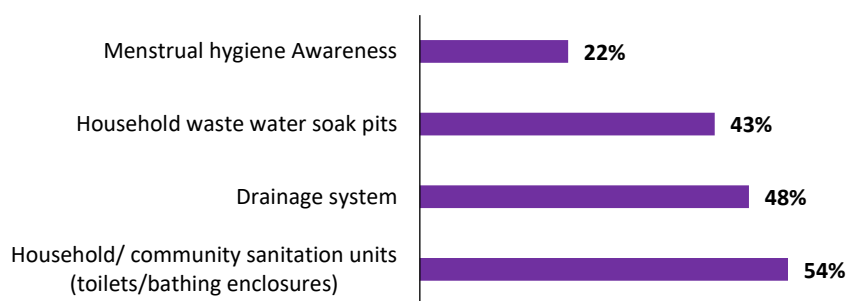 Menstrual hygiene Awareness 22%
Household waste water soak pits 43%
Drainage system 48%
Household/ community sanitation units
(toilets/bathing enclosures) 54%